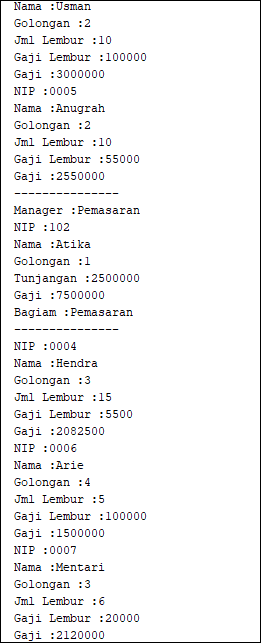 Nama :Usman
Golongan :2
Jml Lembur :10
Gaji Lembur :100000
Gaji :3000000
NIP :0005
Nama :Anugrah
Golongan :2
Jml Lembur :10
Gaji Lembur :55000
Gaji :2550000
---------------
Manager :Pemasaran
NIP :102
Nama :Atika
Golongan :1
Tunjangan :2500000
Gaji :7500000
Bagiam :Pemasaran
---------------
NIP :0004
Nama :Hendra
Golongan :3
Jml Lembur :15
Gaji Lembur :5500
Gaji :2082500
NIP :0006
Nama :Arie
Golongan :4
Jml Lembur :5
Gaji Lembur :100000
Gaji :1500000
NIP :0007
Nama :Mentari
Golongan :3
Jml Lembur :6
Gaji Lembur :20000
Gaji :2120000